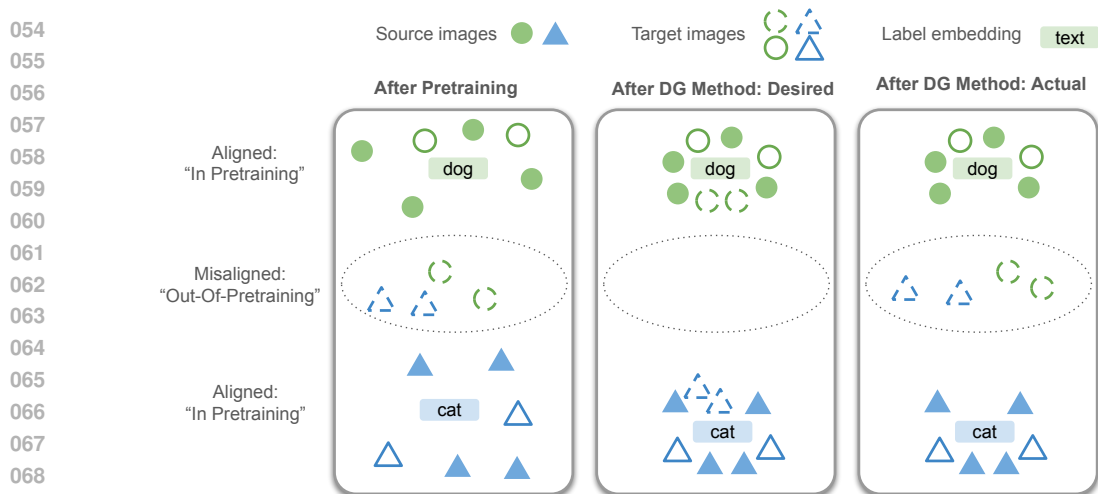 054
Source images
Target images
Label embedding
text
055
056
After Pretraining
After DG Method: Desired
After DG Method: Actual
057
058
Aligned:
“In Pretraining”
dog
dog
dog
059
060
061
062
Misaligned:
“Out-Of-Pretraining”
063
064
065
Aligned:
“In Pretraining”
066
cat
cat
cat
067
068